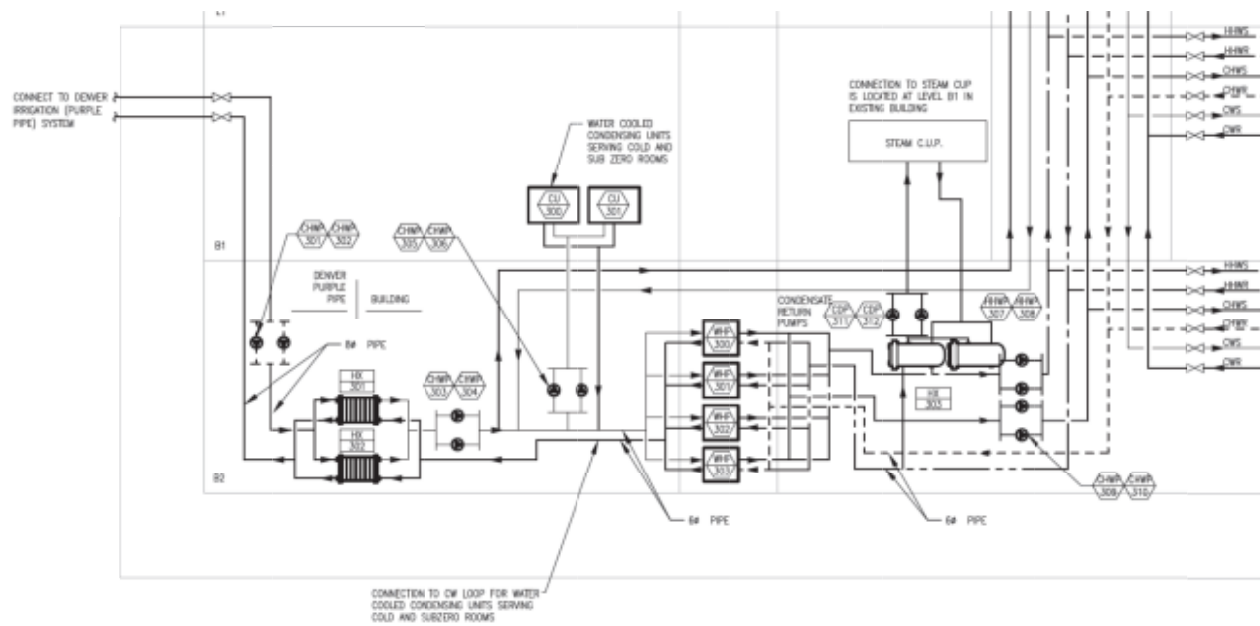 L1
HHWS
HHWR
CHWS
CHWR
CWS
CWR
CONNECT TO DENVER
IRRIGATION (PURPLE
PIPE) SYSTEM
CONNECTION TO STEAM CUP
IS LOCATED AT LEVEL B1 IN
EXISTING BUILDING
STEAM C.U.P.
WATER COOLED
CONDENSING UNITS
SERVING COLD AND
SUB ZERO ROOMS
CU
300
CU
301
CHWP
301
CHWP
302
CHWP
305
CHWP
306
B1
DENVER
PURPLE
PIPE
BUILDING
CONDENSATE
RETURN
PUMPS
CDP
311
CDP
312
HHWP
307
HHWP
308
HHWS
HHWR
CHWS
CHWR
CWS
CWR
8ø PIPE
WHP
300
WHP
301
WHP
302
WHP
303
HX
301
HX
302
CHWP
303
CHWP
304
HX
303
CHWP
309
CHWP
310
B2
6ø PIPE
6ø PIPE
CONNECTION TO CW LOOP FOR WATER
COOLED CONDENSING UNITS SERVING
COLD AND SUBZERO ROOMS